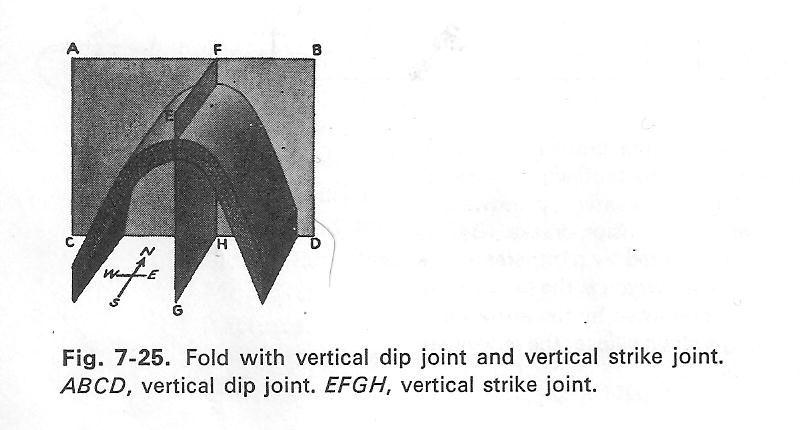 A F B
E
C H D
N
W E
S
G
Fig. 7-25. Fold with vertical dip joint and vertical strike joint.
ABCD, vertical dip joint. EFGH, vertical strike joint.